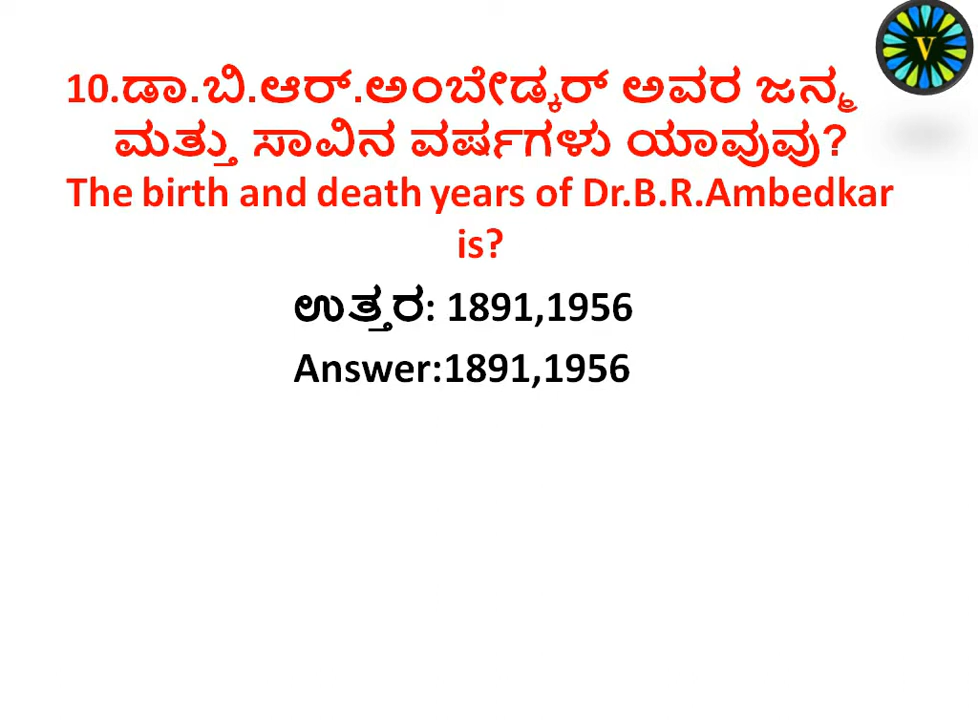 10.ಡಾ.ಬಿ.ಆರ್.ಅಂಬೇಡ್ಕರ್ ಅವರ ಜನ್ಮ
ಮತ್ತು ಸಾವಿನ ವರ್ಷಗಳು ಯಾವುವು?
The birth and death years of Dr.B.R.Ambedkar
is?
ಉತ್ತರ: 1891,1956
Answer:1891,1956
V